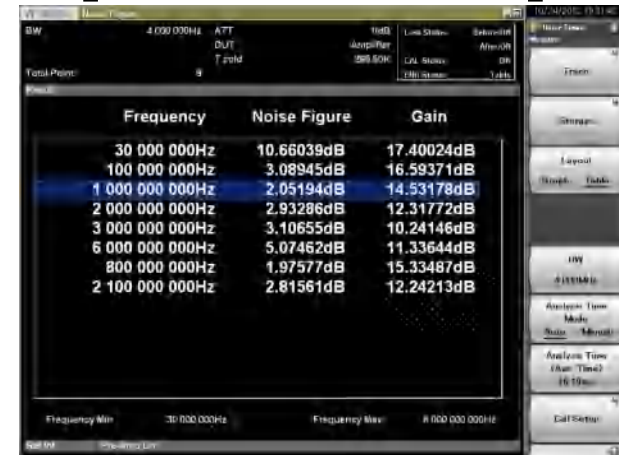 Noise Figure
BW 4 000 000Hz ATT
DUT Amplifier
Total Point 9
Frequency Noise Figure Gain
30 000 000Hz 10.66039dB 17.40024dB
100 000 000Hz 3.08945dB 16.59371dB
1 000 000 000Hz 2.05194dB 14.53178dB
2 000 000 000Hz 2.93286dB 12.31772dB
3 000 000 000Hz 3.10655dB 10.24146dB
6 000 000 000Hz 5.07462dB 11.33644dB
800 000 000Hz 1.97577dB 15.33487dB
2 100 000 000Hz 2.81561dB 12.24213dB
Frequency Min 30 000 000Hz Frequency Max 6 000 000 000Hz
Trace
Storage
Layout
Graph Table
BW
Analysis Time
Mode
Auto Manual
Analysis Time
Cal Setup